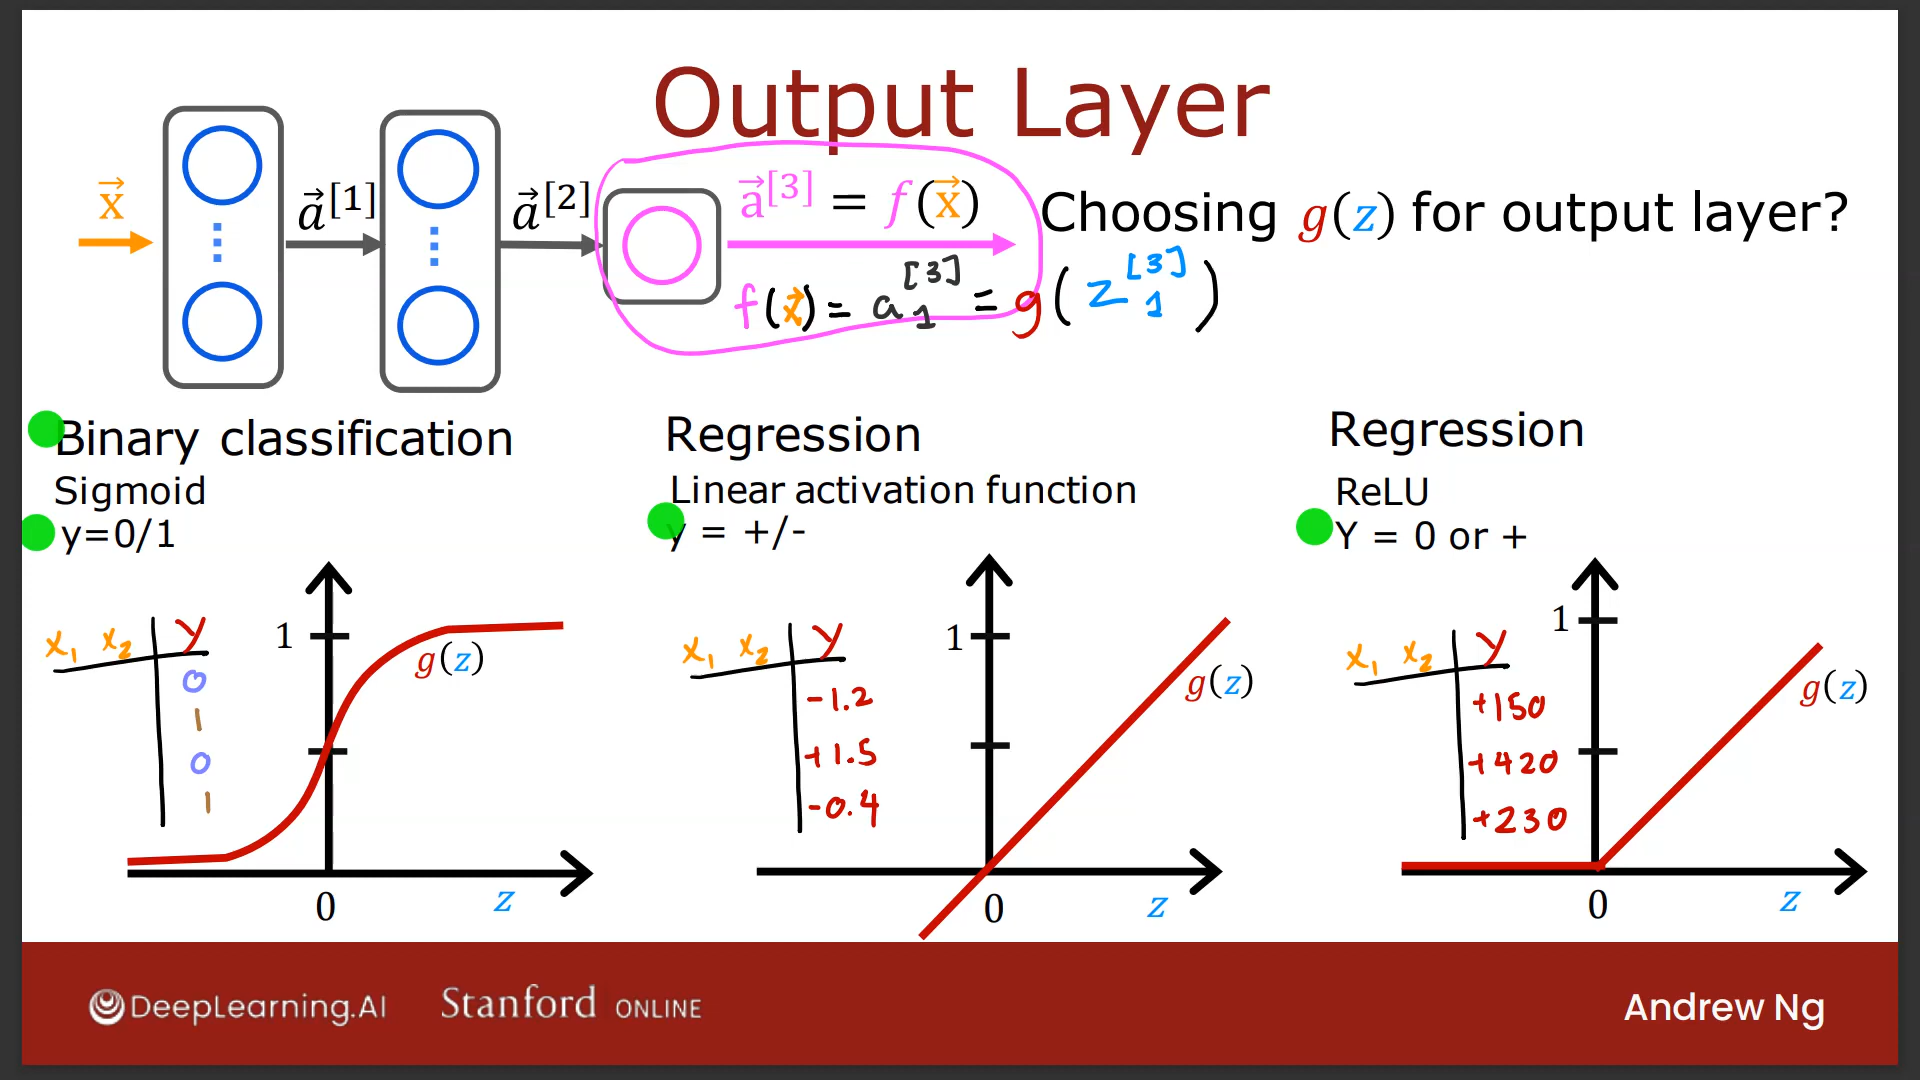 Output Layer
x⃗
a⃗[1]
a⃗[2]
a⃗[3] = f(x⃗)
Choosing g(z) for output layer?
f(x⃗) = a₁[3] = g(z₁[3])
Binary classification
Sigmoid
y=0/1
x₁ x₂ y
0
1
0
1
1
g(z)
0
z
Regression
Linear activation function
y = +/-
x₁ x₂ y
-1.2
+1.5
-0.4
1
g(z)
0
z
Regression
ReLU
Y = 0 or +
x₁ x₂ y
+150
+420
+230
1
g(z)
0
z
DeepLearning.AI
Stanford ONLINE
Andrew Ng